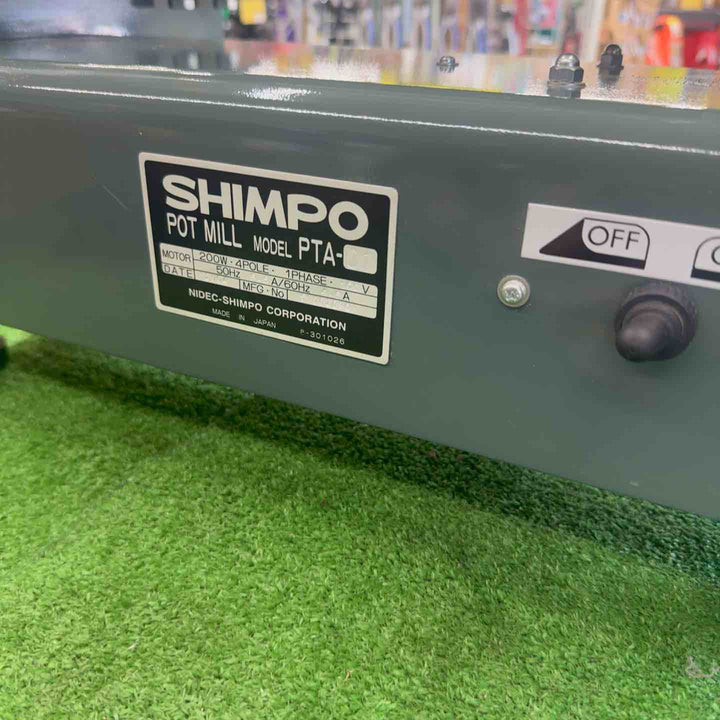 SHIMPO
POT MILL MODEL PTA-
MOTOR 200W・4POLE・1PHASE・ V
50Hz A/60Hz A
DATE MFG・No
NIDEC-SHIMPO CORPORATION
MADE IN JAPAN
P-301026
OFF